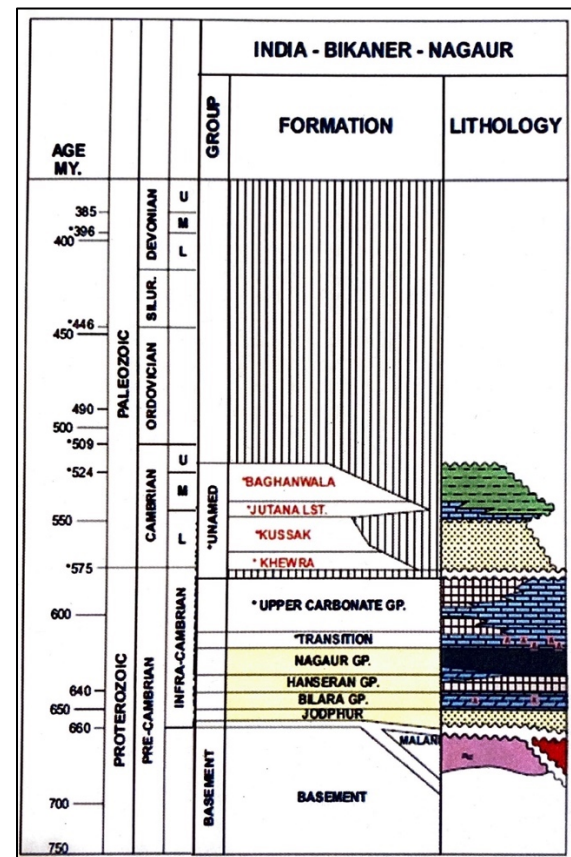 INDIA - BIKANER - NAGAUR
AGE
MY.
GROUP
FORMATION
LITHOLOGY
385
*396
400
*446
450
490
500
*509
*524
550
*575
600
640
650
660
700
750
PALEOZOIC
PROTEROZOIC
DEVONIAN
SILUR.
ORDOVICIAN
CAMBRIAN
PRE-CAMBRIAN
INFRA-CAMBRIAN
U
M
L
U
M
L
*UNAMED
BASEMENT
*BAGHANWALA
*JUTANA LST.
*KUSSAK
*KHEWRA
*UPPER CARBONATE GP.
*TRANSITION
NAGAUR GP.
HANSERAN GP.
BILARA GP.
JODPHUR
MALANI
BASEMENT